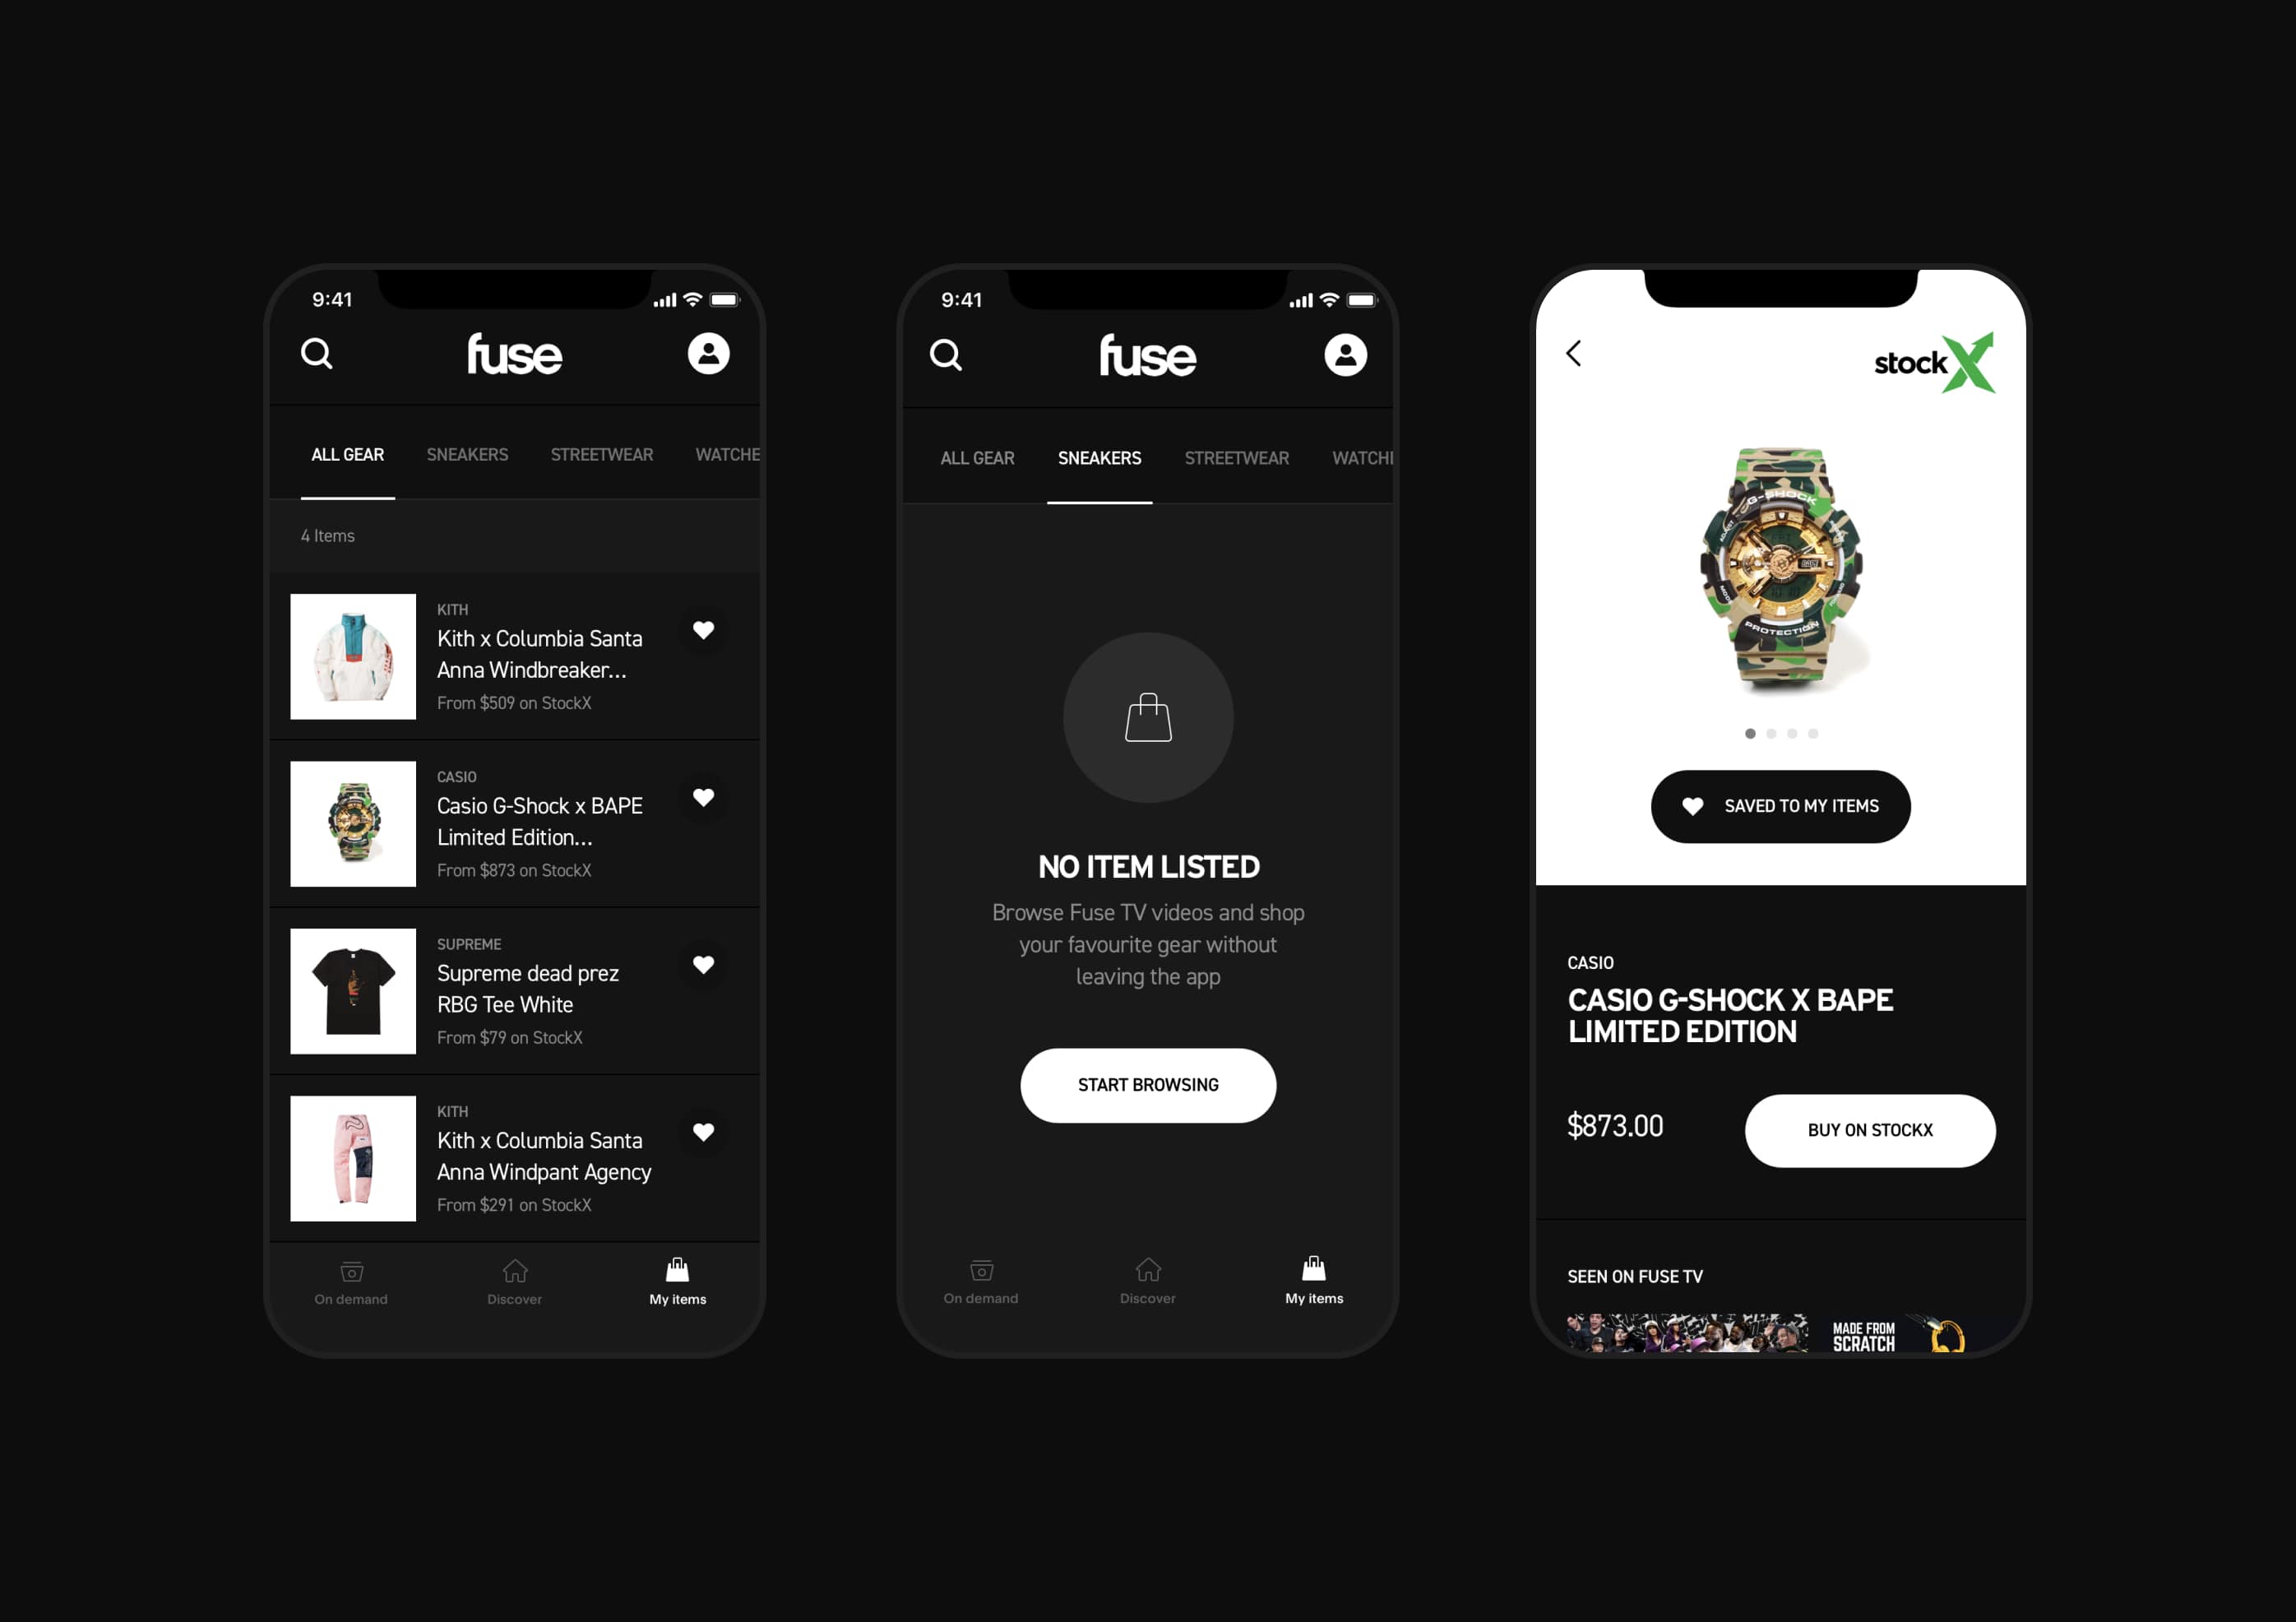 9:41
fuse
ALL GEAR SNEAKERS STREETWEAR WATCHE
4 Items
KITH
Kith x Columbia Santa
Anna Windbreaker...
From $509 on StockX
CASIO
Casio G-Shock x BAPE
Limited Edition...
From $873 on StockX
SUPREME
Supreme dead prez
RBG Tee White
From $79 on StockX
KITH
Kith x Columbia Santa
Anna Windpant Agency
From $291 on StockX
On demand Discover My items
9:41
fuse
ALL GEAR SNEAKERS STREETWEAR WATCHE
NO ITEM LISTED
Browse Fuse TV videos and shop
your favourite gear without
leaving the app
START BROWSING
On demand Discover My items
stockX
G-SHOCK
PROTECTION
SAVED TO MY ITEMS
CASIO
CASIO G-SHOCK X BAPE
LIMITED EDITION
$873.00
BUY ON STOCKX
SEEN ON FUSE TV
MADE FROM
SCRATCH